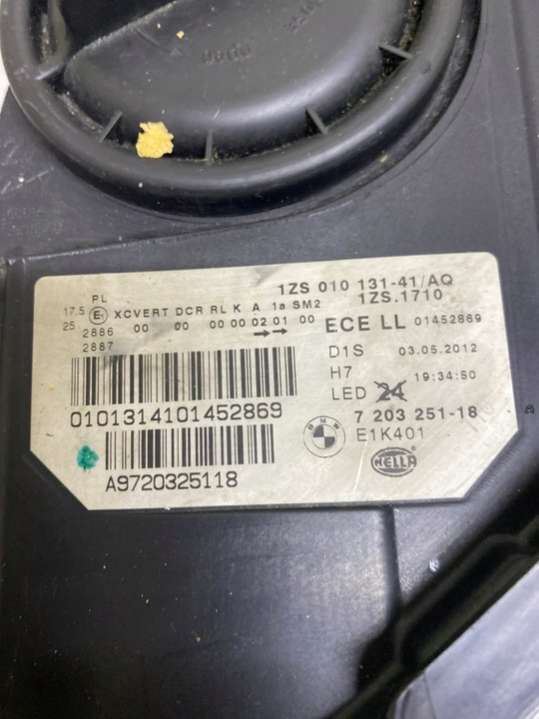 1ZS 010 131-41/AQ
1ZS.1710
PL
17.5 E XCVERT DCR RL K A 1a SM2
25 2886 00 00 00 00 02 01 00
2887
ECE LL 01452869
D1S 03.05.2012
H7 19:34:50
LED 24
0101314101452869
7 203 251-18
BMW E1K401
HELLA
A9720325118